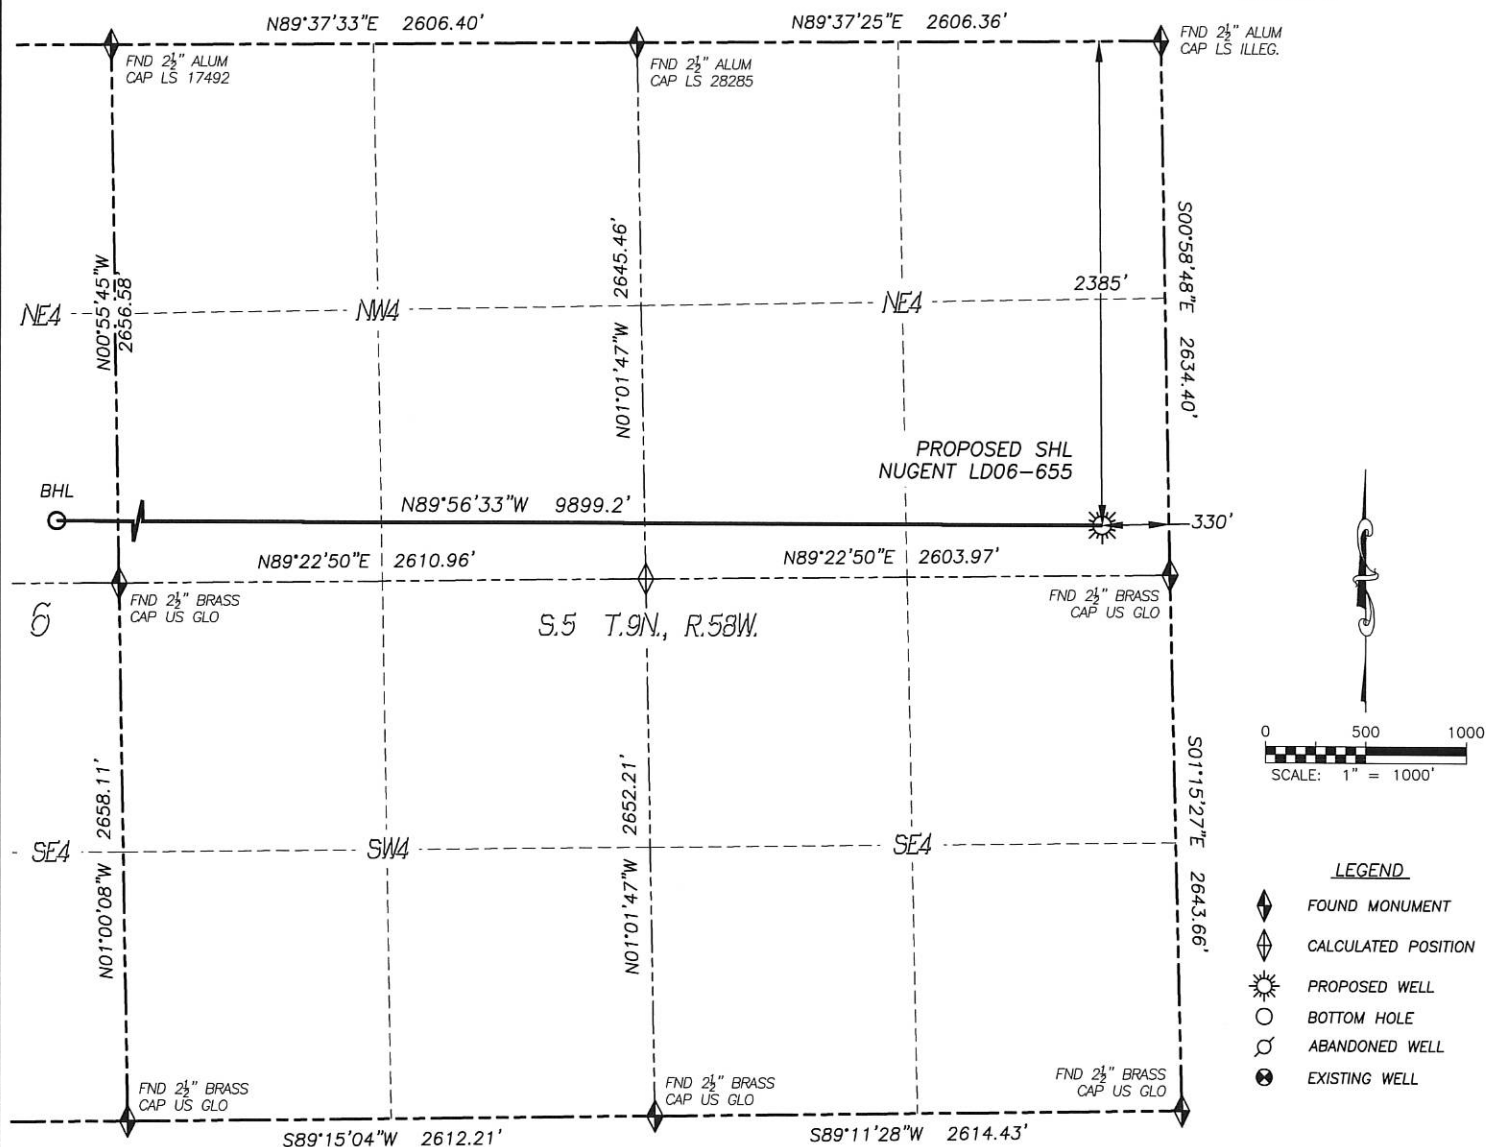 N89°37'33"E 2606.40'
N89°37'25"E 2606.36'
FND 2½" ALUM
CAP LS 17492
FND 2½" ALUM
CAP LS 28285
FND 2½" ALUM
CAP LS ILLEG.
N00°55'45"W
2656.58'
N01°01'47"W 2645.46'
S00°58'48"E 2634.40'
2385'
NE4
NW4
NE4
PROPOSED SHL
NUGENT LD06-655
BHL
N89°56'33"W 9899.2'
330'
N89°22'50"E 2610.96'
N89°22'50"E 2603.97'
FND 2½" BRASS
CAP US GLO
FND 2½" BRASS
CAP US GLO
6
S.5 T.9N., R.58W.
N01°00'08"W 2658.11'
N01°01'47"W 2652.21'
S01°15'27"E 2643.66'
0 500 1000
SCALE: 1" = 1000'
SE4
SW4
SE4
LEGEND
FOUND MONUMENT
CALCULATED POSITION
PROPOSED WELL
BOTTOM HOLE
ABANDONED WELL
EXISTING WELL
FND 2½" BRASS
CAP US GLO
FND 2½" BRASS
CAP US GLO
FND 2½" BRASS
CAP US GLO
S89°15'04"W 2612.21'
S89°11'28"W 2614.43'